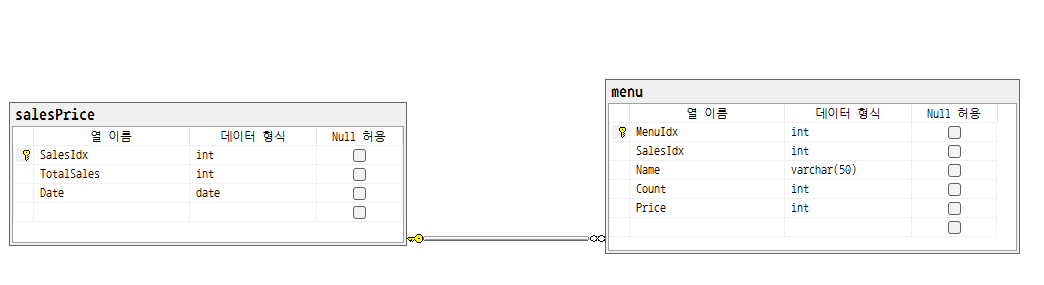 salesPrice
열 이름 데이터 형식 Null 허용
SalesIdx int
TotalSales int
Date date
menu
열 이름 데이터 형식 Null 허용
MenuIdx int
SalesIdx int
Name varchar(50)
Count int
Price int